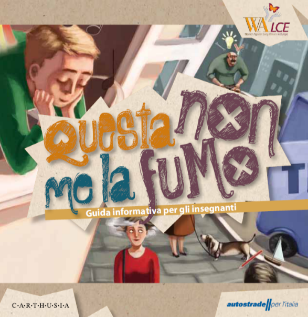 WALCE
Questa non
me la fumo
Guida informativa per gli insegnanti
CARTHUSIA
autostrade per l'italia